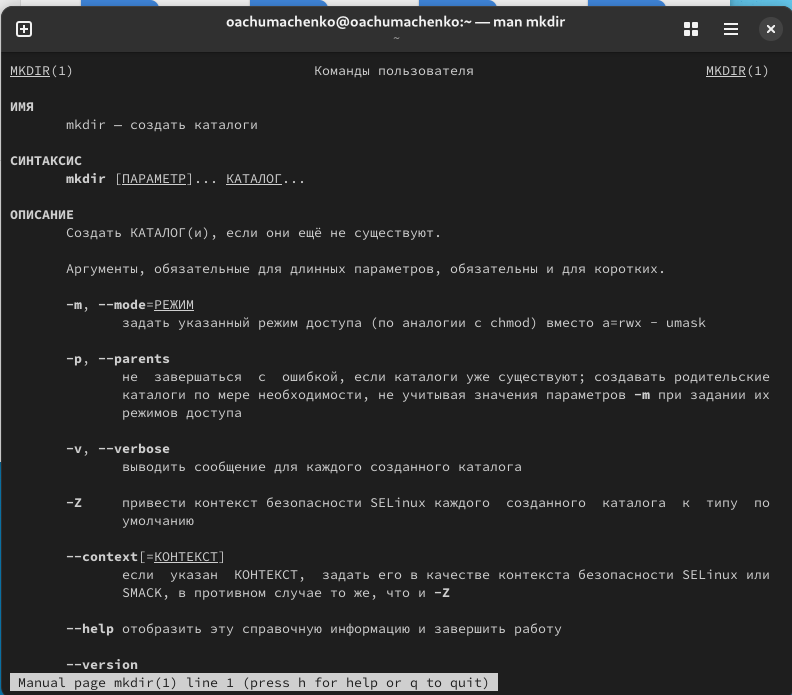 oachumachenko@oachumachenko:~ — man mkdir
~
MKDIR(1) Команды пользователя MKDIR(1)
ИМЯ
mkdir — создать каталоги
СИНТАКСИС
mkdir [ПАРАМЕТР]... КАТАЛОГ...
ОПИСАНИЕ
Создать КАТАЛОГ(и), если они ещё не существуют.
Аргументы, обязательные для длинных параметров, обязательны и для коротких.
-m, --mode=РЕЖИМ
задать указанный режим доступа (по аналогии с chmod) вместо a=rwx - umask
-p, --parents
не завершаться с ошибкой, если каталоги уже существуют; создавать родительские
каталоги по мере необходимости, не учитывая значения параметров -m при задании их
режимов доступа
-v, --verbose
выводить сообщение для каждого созданного каталога
-Z привести контекст безопасности SELinux каждого созданного каталога к типу по
умолчанию
--context[=КОНТЕКСТ]
если указан КОНТЕКСТ, задать его в качестве контекста безопасности SELinux или
SMACK, в противном случае то же, что и -Z
--help отобразить эту справочную информацию и завершить работу
--version
Manual page mkdir(1) line 1 (press h for help or q to quit)